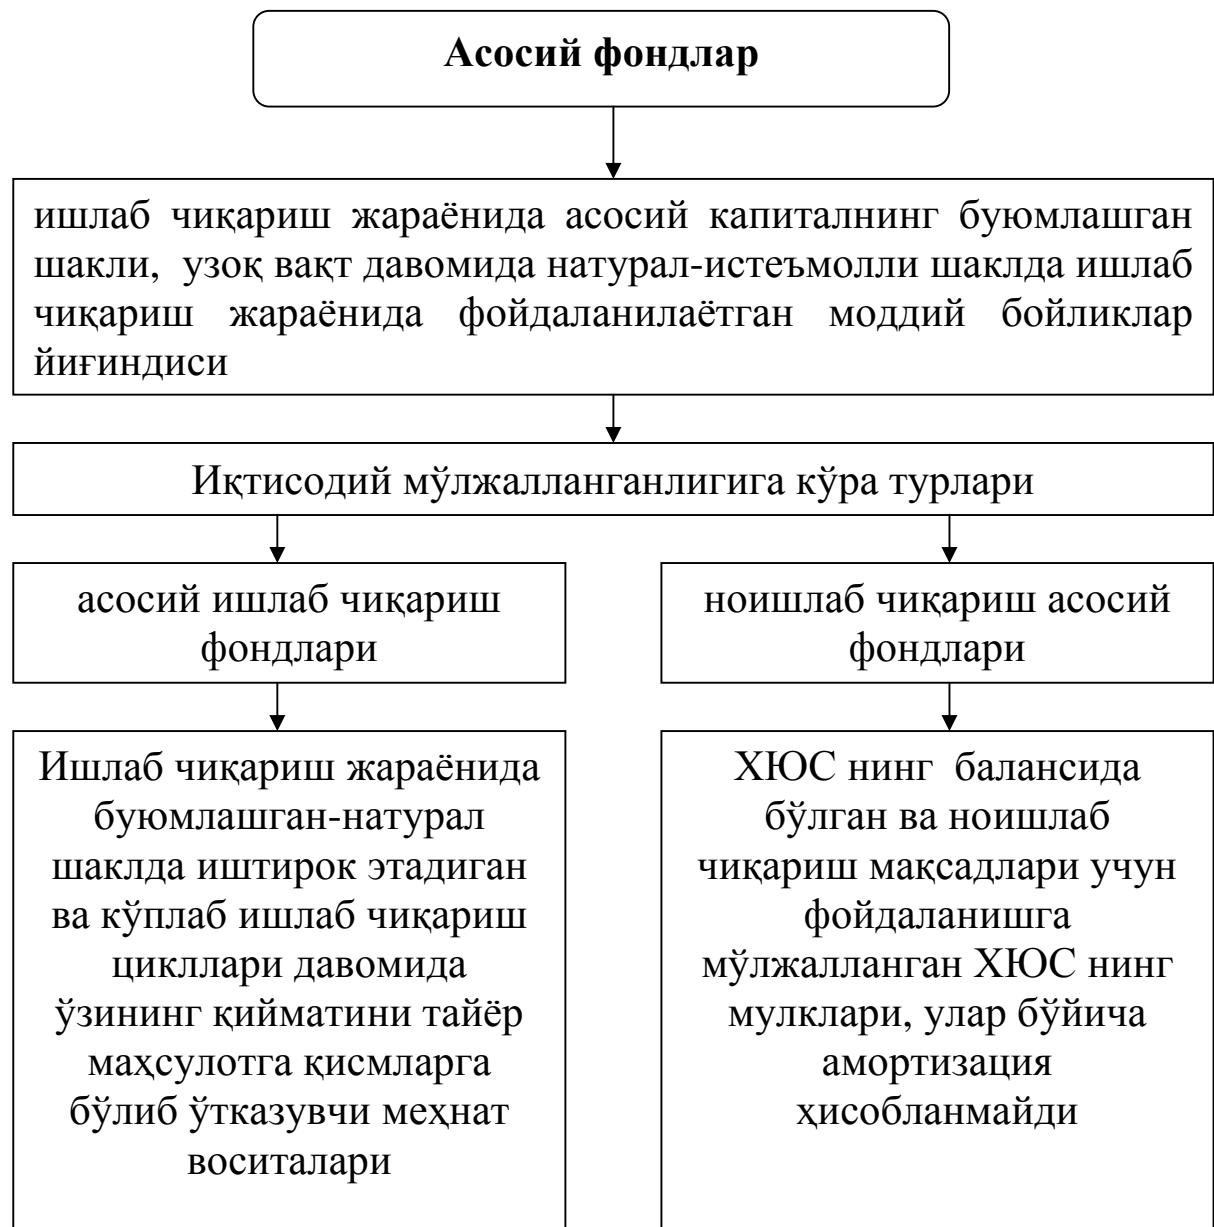 Асосий фондлар
ишлаб чиқариш жараёнида асосий капиталнинг буюмлашган
шакли, узоқ вақт давомида натурал-истеъмолли шаклда ишлаб
чиқариш жараёнида фойдаланилаётган моддий бойликлар
йиғиндиси
Иқтисодий мўлжалланганлигига кўра турлари
асосий ишлаб чиқариш
фондлари
ноишлаб чиқариш асосий
фондлари
Ишлаб чиқариш жараёнида
буюмлашган-натурал
шаклда иштирок этадиган
ва кўплаб ишлаб чиқариш
цикллари давомида
ўзининг қийматини тайёр
маҳсулотга қисмларга
бўлиб ўтказувчи меҳнат
воситалари
ХЮС нинг балансида
бўлган ва ноишлаб
чиқариш мақсадлари учун
фойдаланишга
мўлжалланган ХЮС нинг
мулклари, улар бўйича
амортизация
ҳисобланмайди